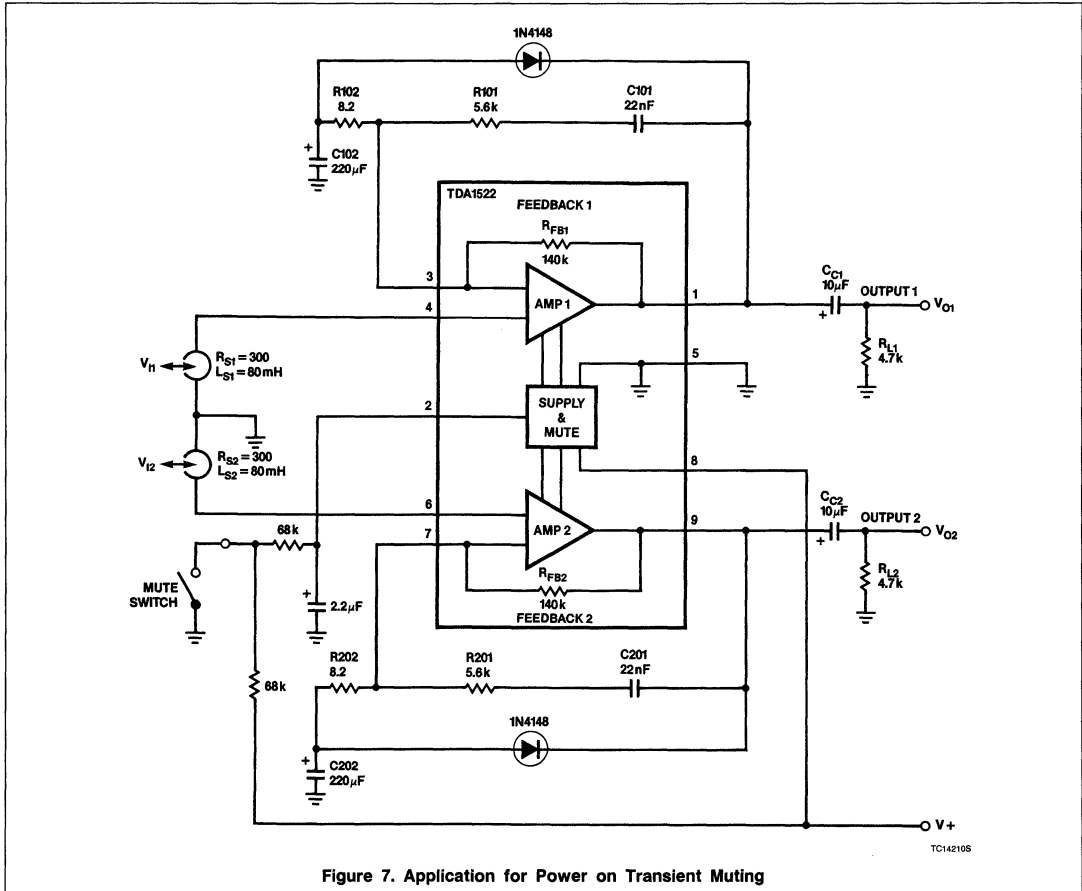 1N4148
R102
8.2
R101
5.6k
C101
22nF
+
C102
220μF
TDA1522
FEEDBACK 1
RFB1
140k
3
4
AMP 1
1
CC1
10μF
+
OUTPUT 1
VO1
RL1
4.7k
VI1
RS1 = 300
LS1 = 80mH
5
2
SUPPLY
&
MUTE
VI2
RS2 = 300
LS2 = 80mH
8
6
7
AMP 2
9
CC2
10μF
+
OUTPUT 2
VO2
RL2
4.7k
68k
MUTE
SWITCH
+
2.2μF
RFB2
140k
FEEDBACK 2
R202
8.2
R201
5.6k
C201
22nF
68k
1N4148
+
C202
220μF
V+
TC14210S
Figure 7. Application for Power on Transient Muting